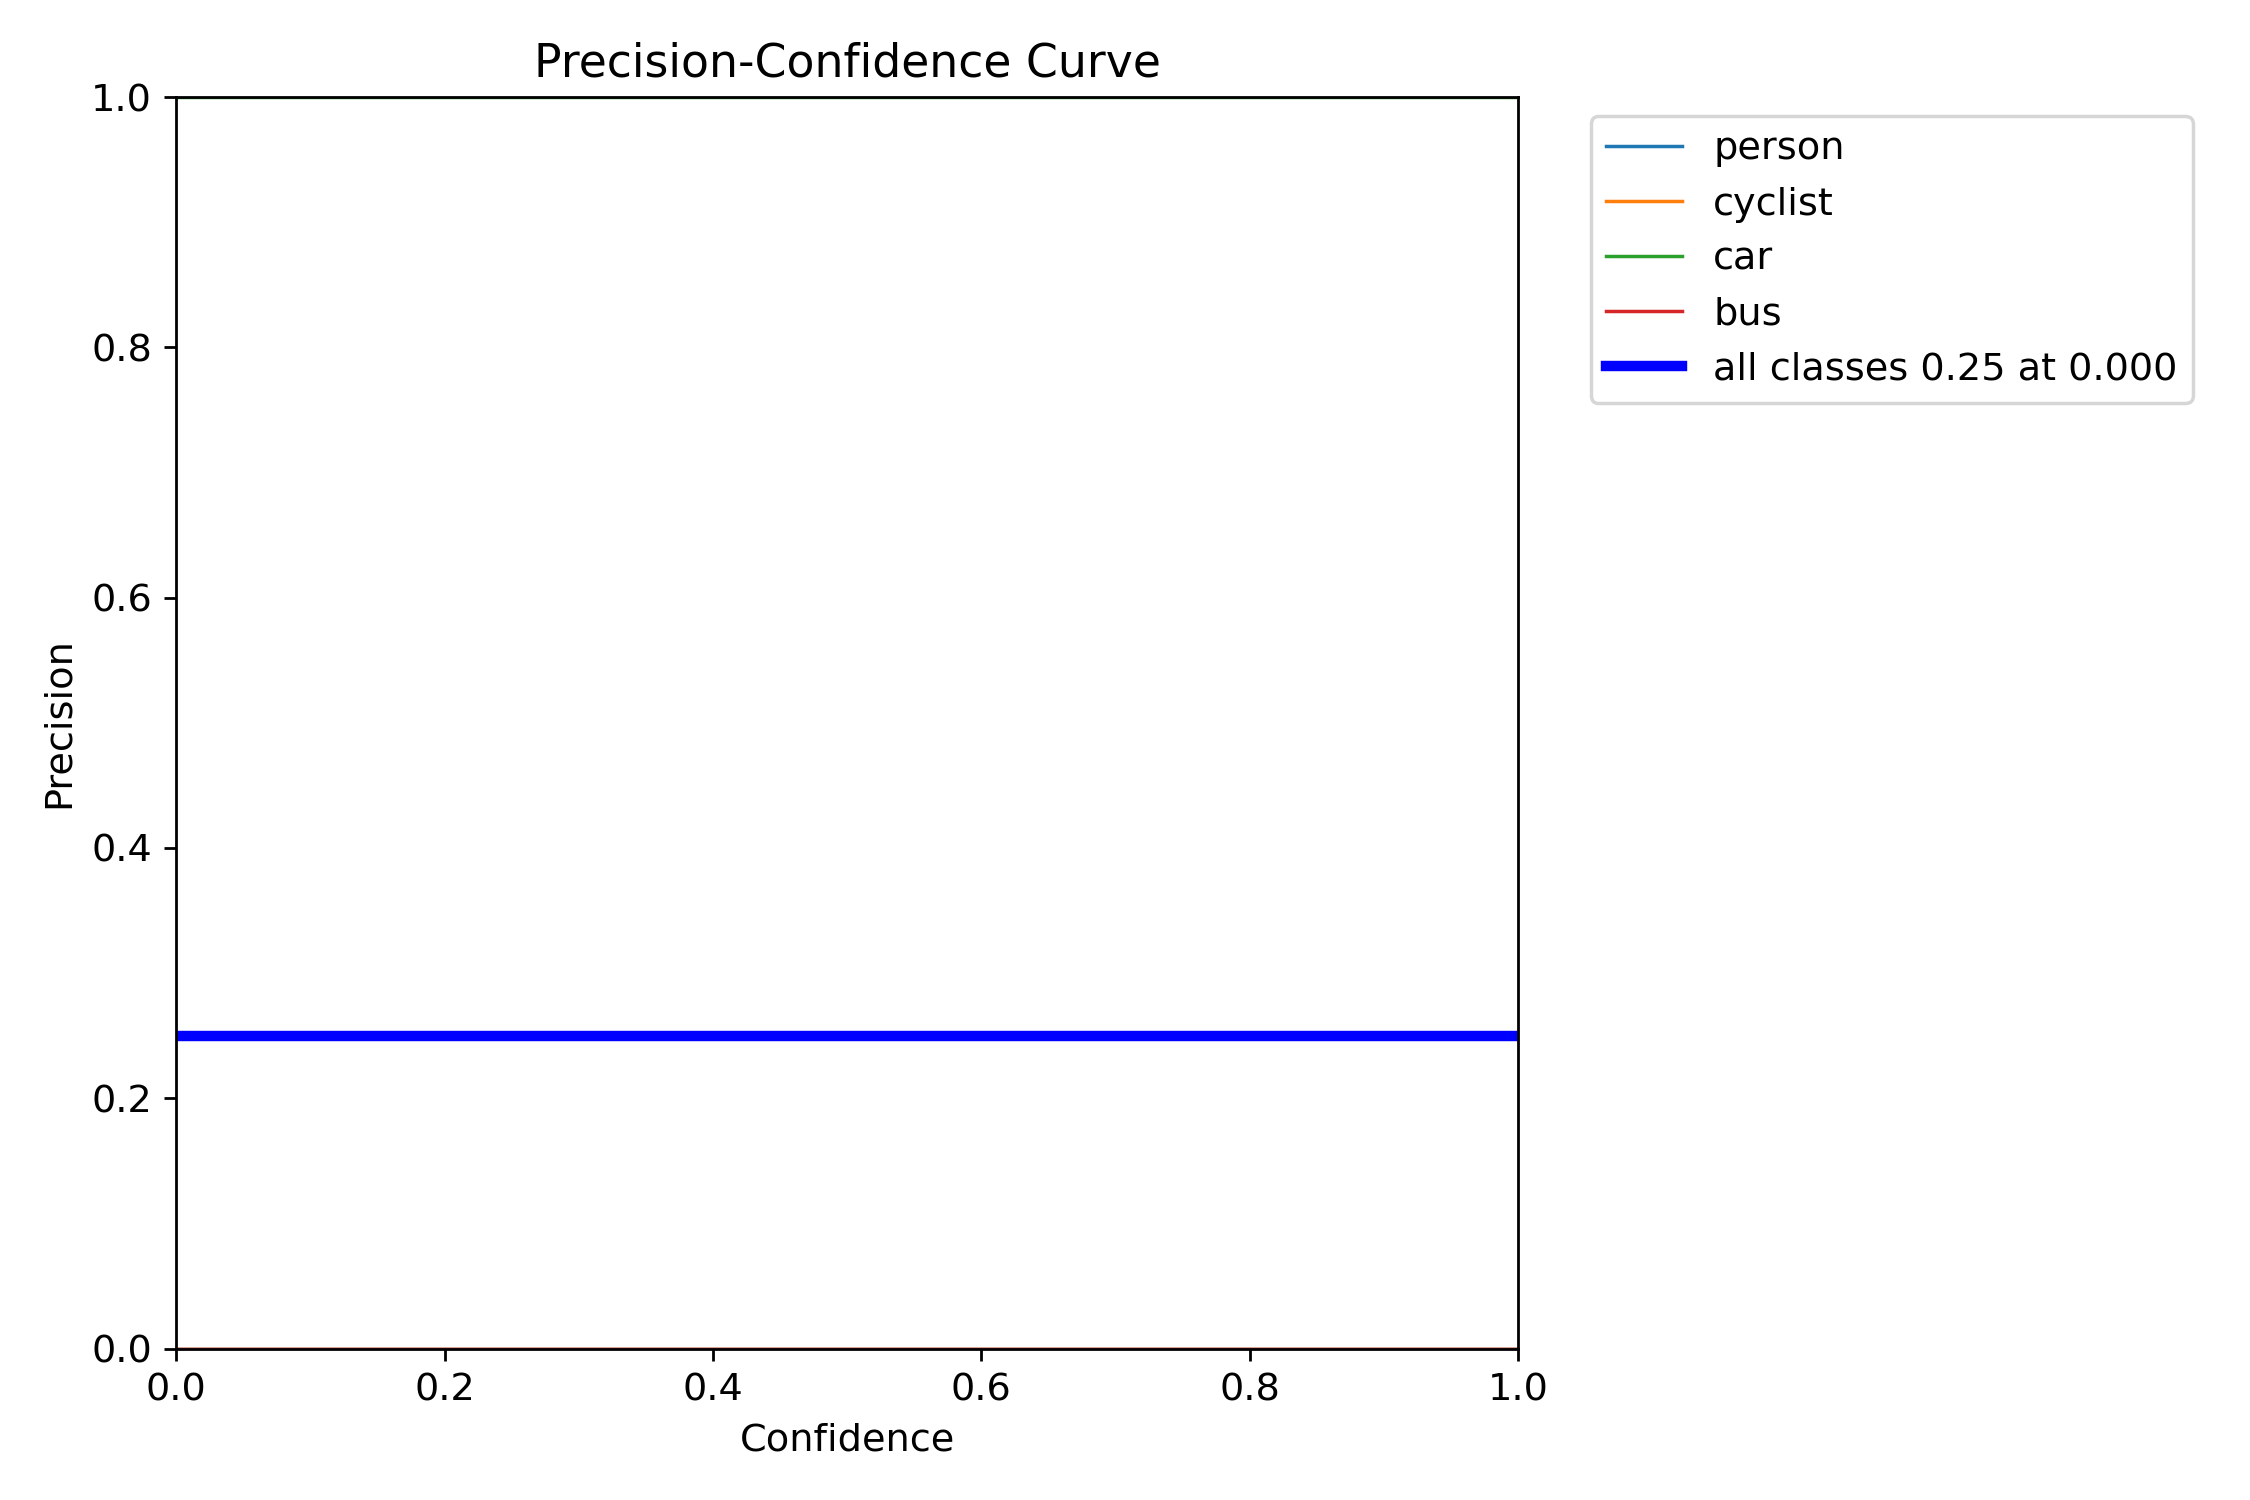 Precision-Confidence Curve
1.0
0.8
0.6
0.4
0.2
0.0
Precision
0.0 0.2 0.4 0.6 0.8 1.0
Confidence
person
cyclist
car
bus
all classes 0.25 at 0.000